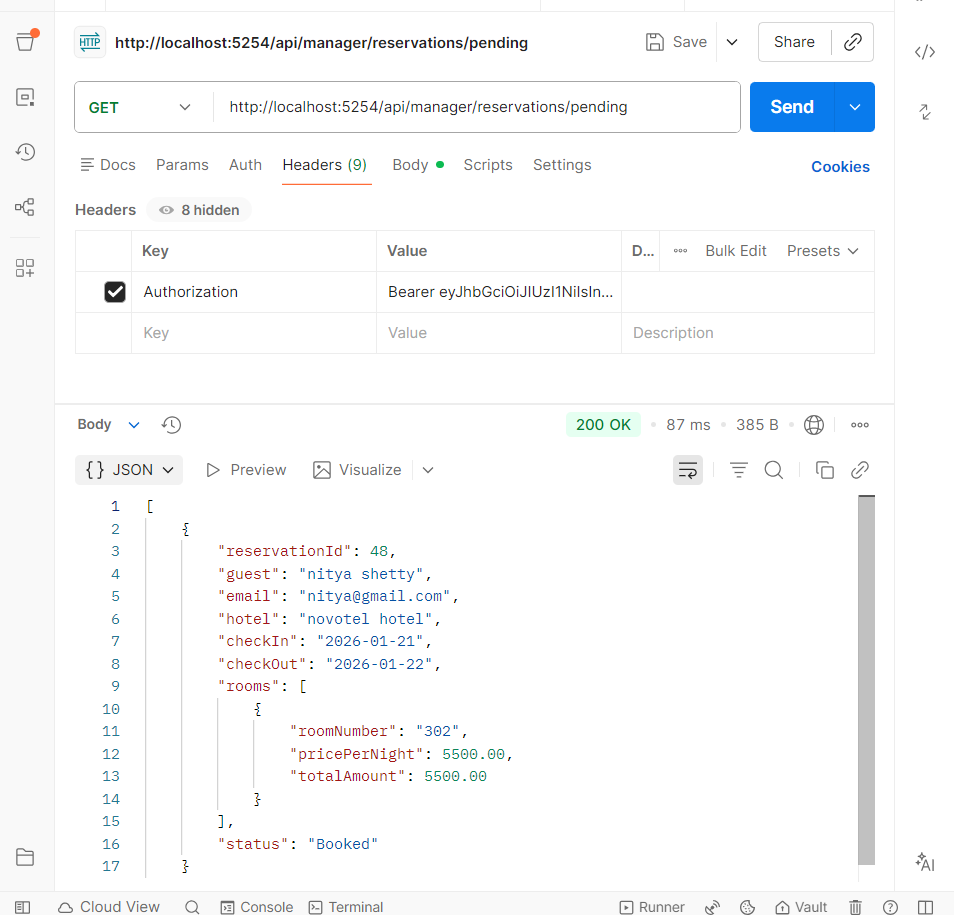 HTTP http://localhost:5254/api/manager/reservations/pending Save Share
GET http://localhost:5254/api/manager/reservations/pending Send
Docs Params Auth Headers (9) Body Scripts Settings Cookies
Headers 8 hidden
Key Value D... Bulk Edit Presets
Authorization Bearer eyJhbGciOiJIUzI1NiIsIn...
Key Value Description
Body 200 OK 87 ms 385 B
{} JSON Preview Visualize
1 [
2 {
3 "reservationId": 48,
4 "guest": "nitya shetty",
5 "email": "nitya@gmail.com",
6 "hotel": "novotel hotel",
7 "checkIn": "2026-01-21",
8 "checkOut": "2026-01-22",
9 "rooms": [
10 {
11 "roomNumber": "302",
12 "pricePerNight": 5500.00,
13 "totalAmount": 5500.00
14 }
15 ],
16 "status": "Booked"
17 }
AI
Cloud View Console Terminal Runner Vault